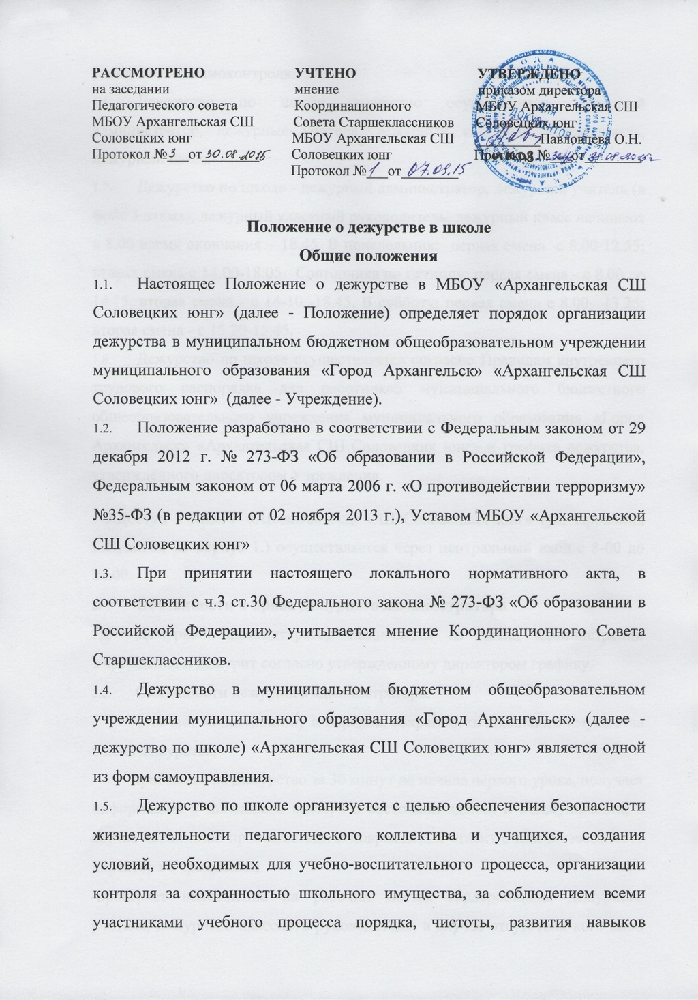 РАССМОТРЕНО
на заседании
Педагогического совета
МБОУ Архангельская СШ
Соловецких юнг
Протокол №3 от 30.08.2015
УЧТЕНО
мнение
Координационного
Совета Старшеклассников
МБОУ Архангельская СШ
Соловецких юнг
Протокол № 1 от 07.09.15
УТВЕРЖДЕНО
приказом директора
МБОУ Архангельская СШ
Соловецких юнг
Павловцева О.Н.
№ от
ДЛЯ
ДОКУМЕНТОВ
Положение о дежурстве в школе
Общие положения
1.1. Настоящее Положение о дежурстве в МБОУ «Архангельская СШ
Соловецких юнг» (далее - Положение) определяет порядок организации
дежурства в муниципальном бюджетном общеобразовательном учреждении
муниципального образования «Город Архангельск» «Архангельская СШ
Соловецких юнг» (далее - Учреждение).
1.2. Положение разработано в соответствии с Федеральным законом от 29
декабря 2012 г. № 273-ФЗ «Об образовании в Российской Федерации»,
Федеральным законом от 06 марта 2006 г. «О противодействии терроризму»
№35-ФЗ (в редакции от 02 ноября 2013 г.), Уставом МБОУ «Архангельской
СШ Соловецких юнг»
1.3. При принятии настоящего локального нормативного акта, в
соответствии с ч.3 ст.30 Федерального закона № 273-ФЗ «Об образовании в
Российской Федерации», учитывается мнение Координационного Совета
Старшеклассников.
1.4. Дежурство в муниципальном бюджетном общеобразовательном
учреждении муниципального образования «Город Архангельск» (далее -
дежурство по школе) «Архангельская СШ Соловецких юнг» является одной
из форм самоуправления.
1.5. Дежурство по школе организуется с целью обеспечения безопасности
жизнедеятельности педагогического коллектива и учащихся, создания
условий, необходимых для учебно-воспитательного процесса, организации
контроля за сохранностью школьного имущества, за соблюдением всеми
участниками учебного процесса порядка, чистоты, развития навыков